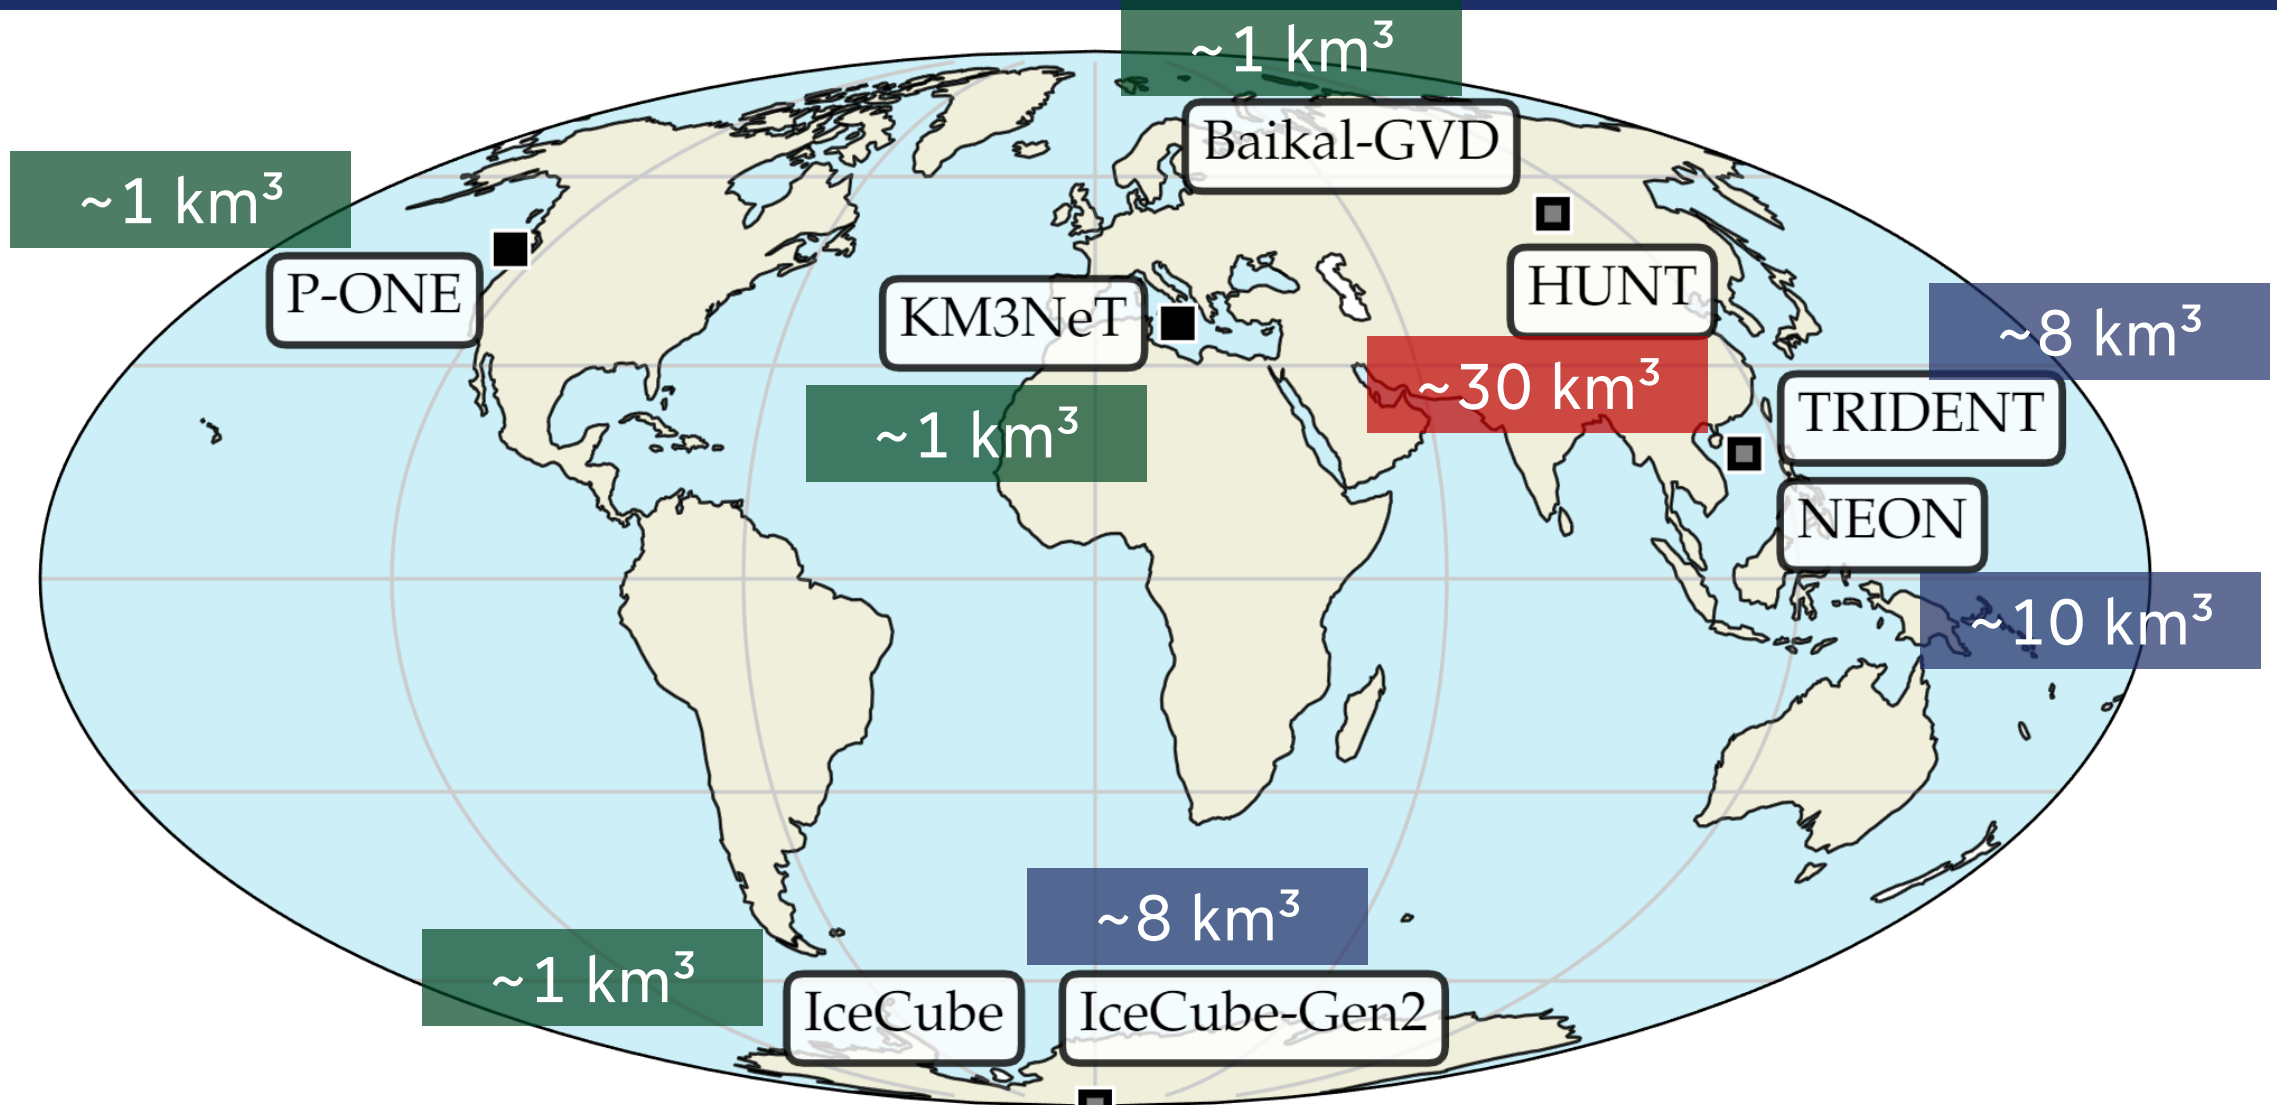 ~1 km³
Baikal-GVD
~1 km³
P-ONE
KM3NeT
~1 km³
HUNT
~30 km³
~8 km³
TRIDENT
NEON
~10 km³
~8 km³
~1 km³
IceCube
IceCube-Gen2